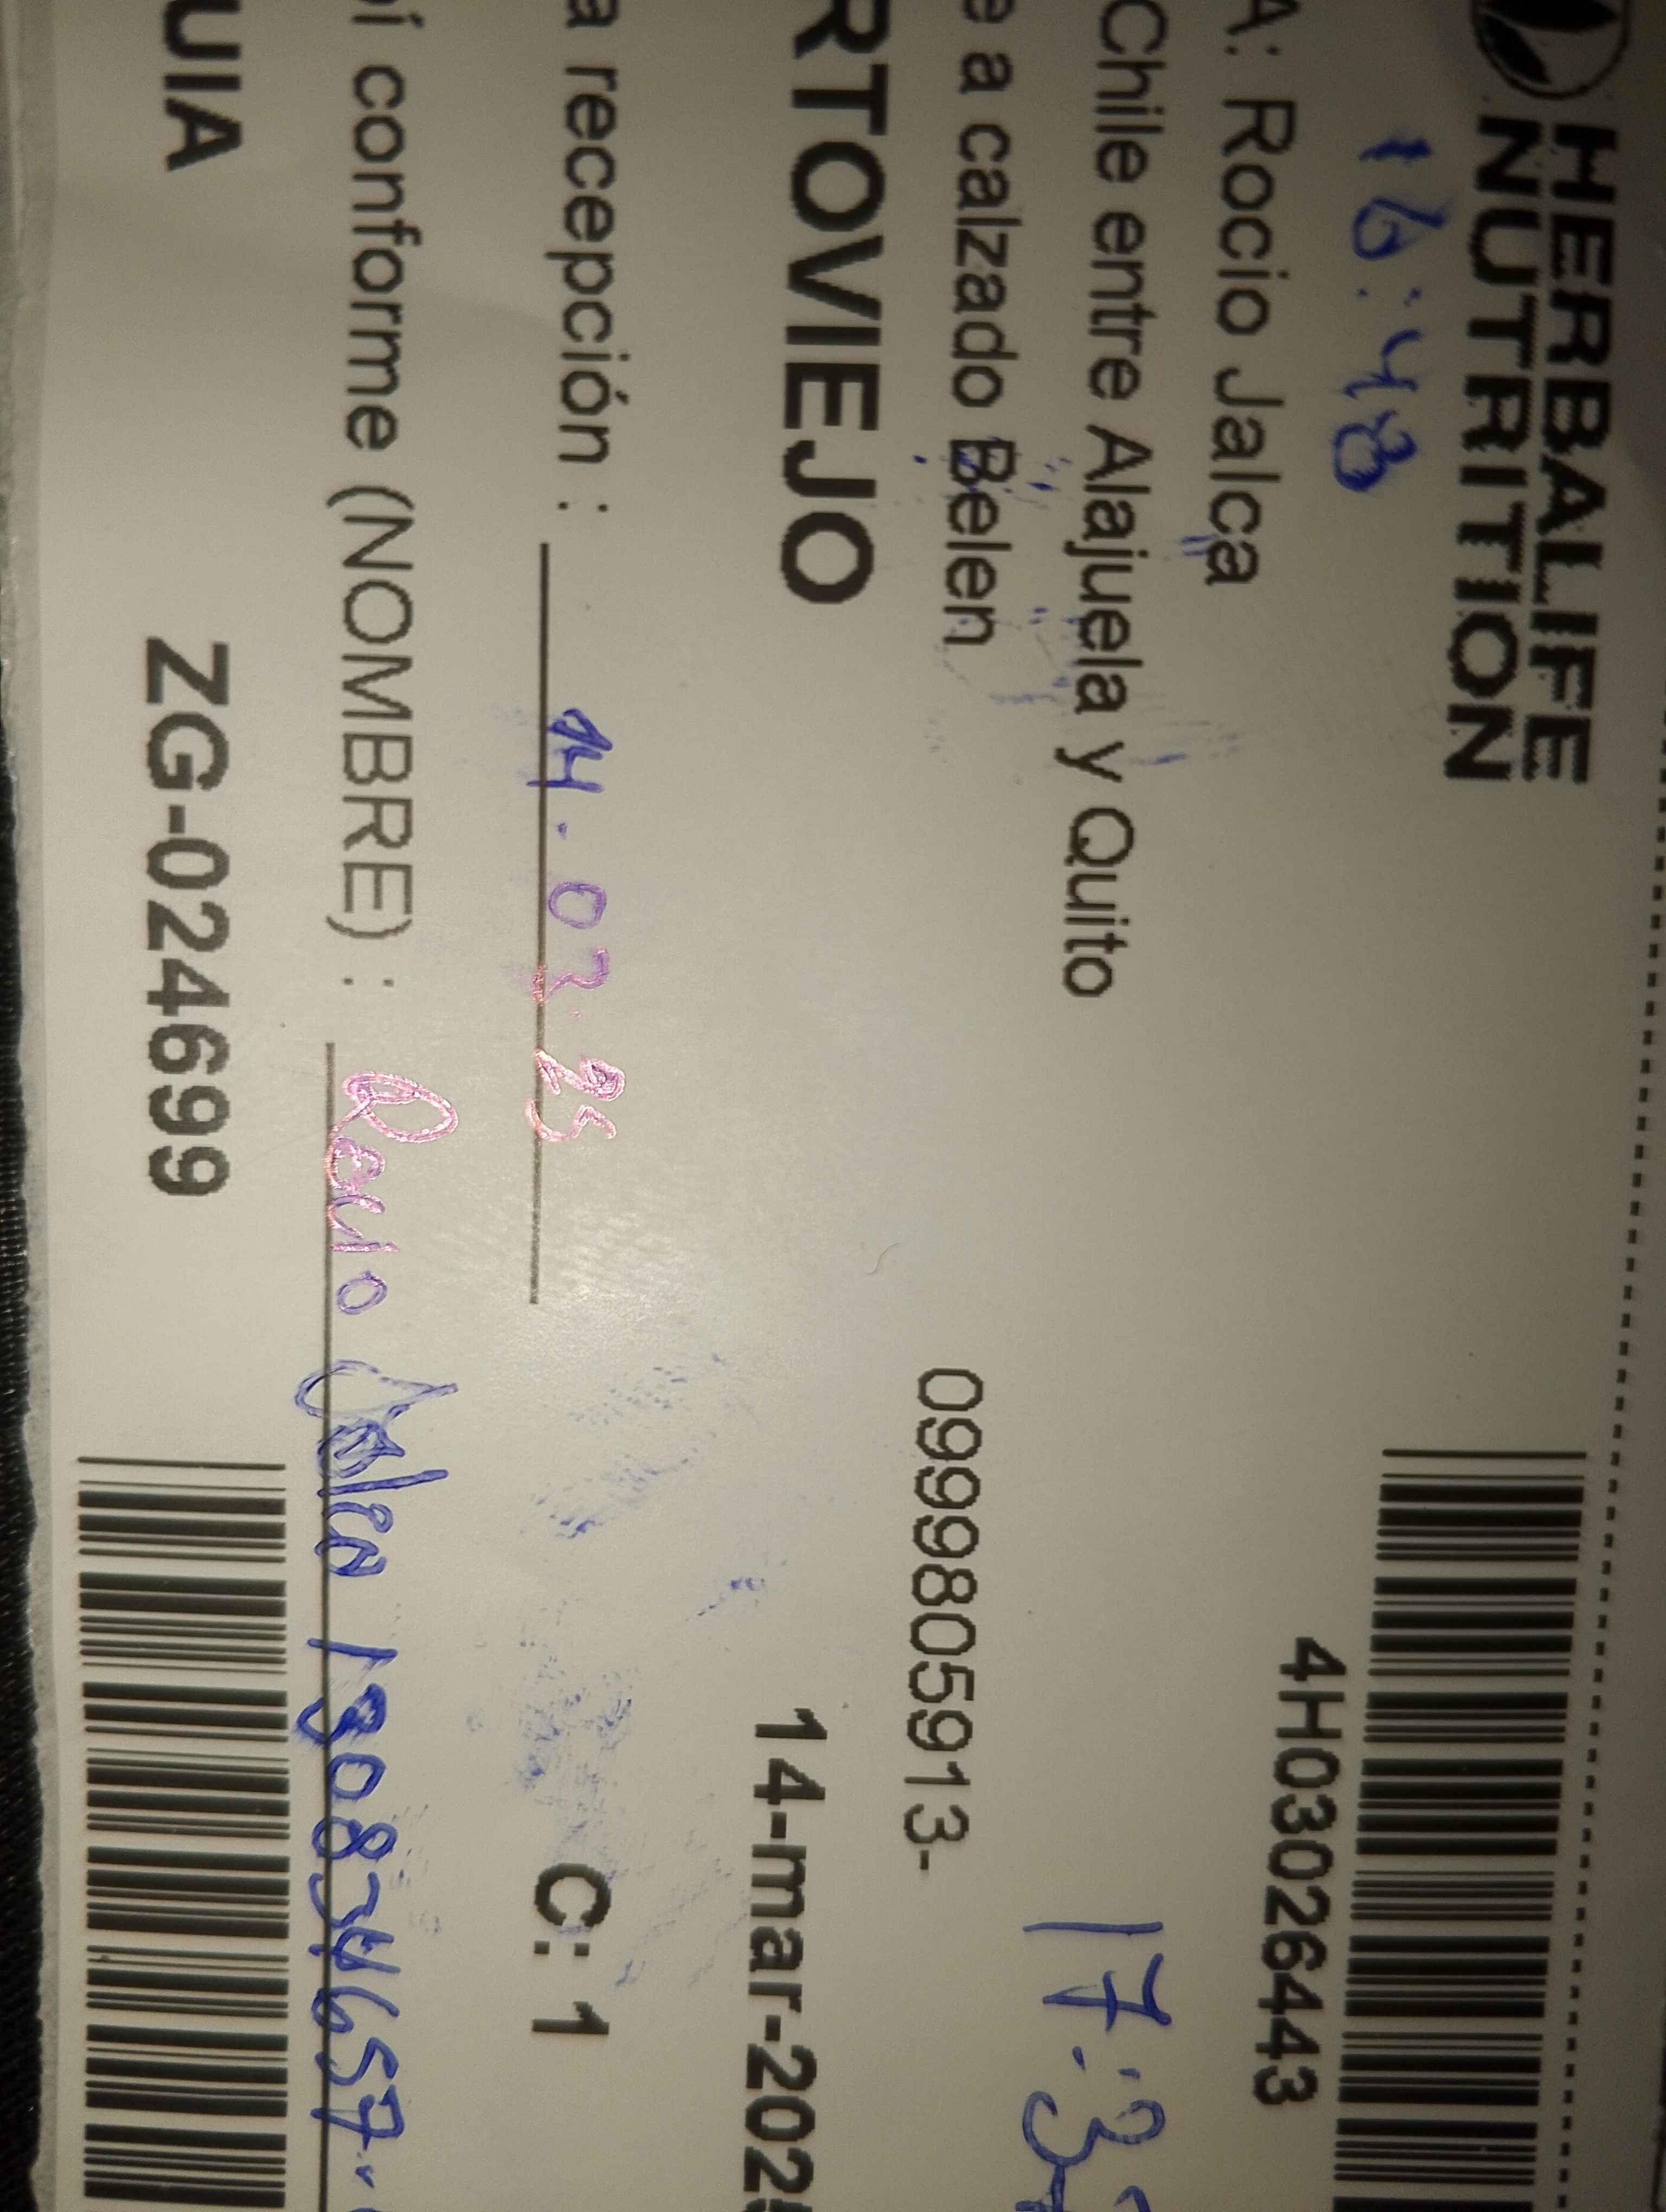 HERBALIFE
NUTRITION
16:48
4H03026443
A: Rocio Jalca
Chile entre Alajuela y Quito
17:3
e a calzado Belen
0999805913-
RTOVIEJO
14-mar-202
a recepción : 14.03.25
C: 1
í conforme (NOMBRE) : Rocio Jalca
UIA ZG-024699